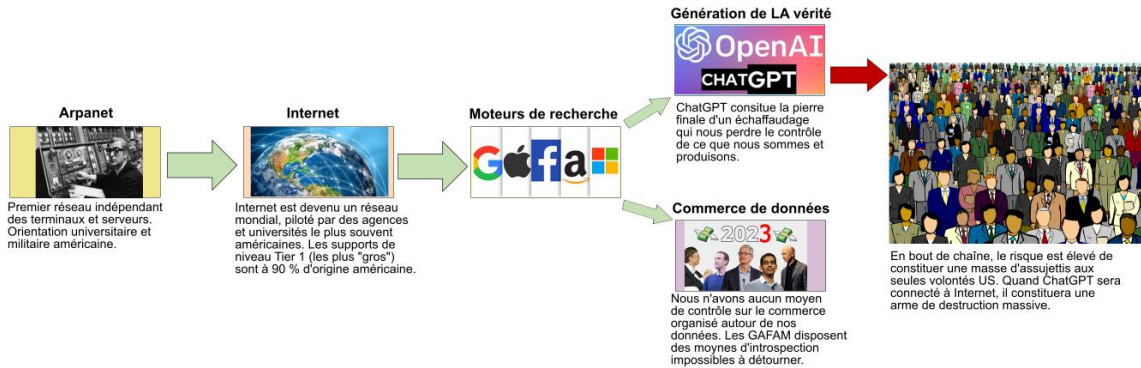 Arpanet
Premier réseau indépendant
des terminaux et serveurs.
Orientation universitaire et
militaire américaine.
Internet
Internet est devenu un réseau
mondial, piloté par des agences
et universités le plus souvent
américaines. Les supports de
niveau Tier 1 (les plus "gros")
sont à 90 % d'origine américaine.
Moteurs de recherche
G f a
Génération de LA vérité
OpenAI
CHATGPT
ChatGPT consitue la pierre
finale d'un échaffaudage
qui nous perdre le contrôle
de ce que nous sommes et
produisons.
Commerce de données
2023
Nous n'avons aucun moyen
de contrôle sur le commerce
organisé autour de nos
données. Les GAFAM disposent
des moynes d'introspection
impossibles à détourner.
En bout de chaîne, le risque est élevé de
constituer une masse d'assujettis aux
seules volontés US. Quand ChatGPT sera
connecté à Internet, il constituera une
arme de destruction massive.